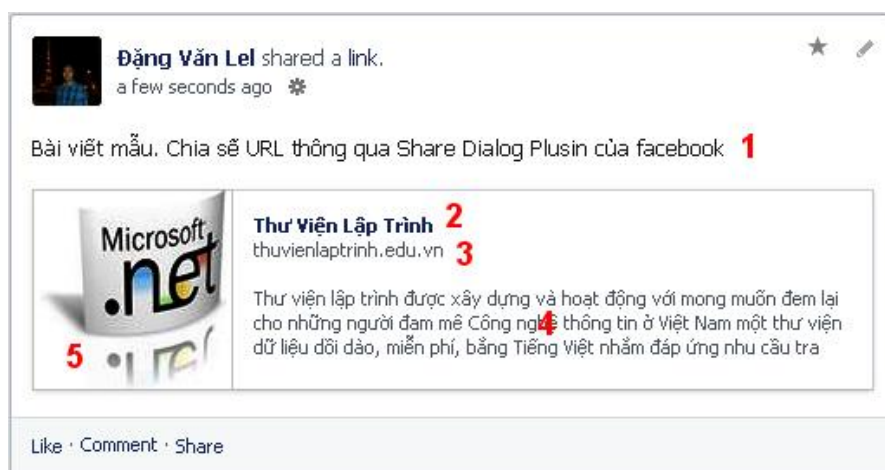 Đặng Văn Lel shared a link.
a few seconds ago
Bài viết mẫu. Chia sẽ URL thông qua Share Dialog Plusin của facebook 1
Microsoft
.net
Thư Viện Lập Trình 2
thuvienlaptrinh.edu.vn 3
Thư viện lập trình được xây dựng và hoạt động với mong muốn đem lại
cho những người đam mê Công nghệ thông tin ở Việt Nam một thư viện
4
dữ liệu dồi dào, miễn phí, bằng Tiếng Việt nhằm đáp ứng nhu cầu tra
5
Like · Comment · Share